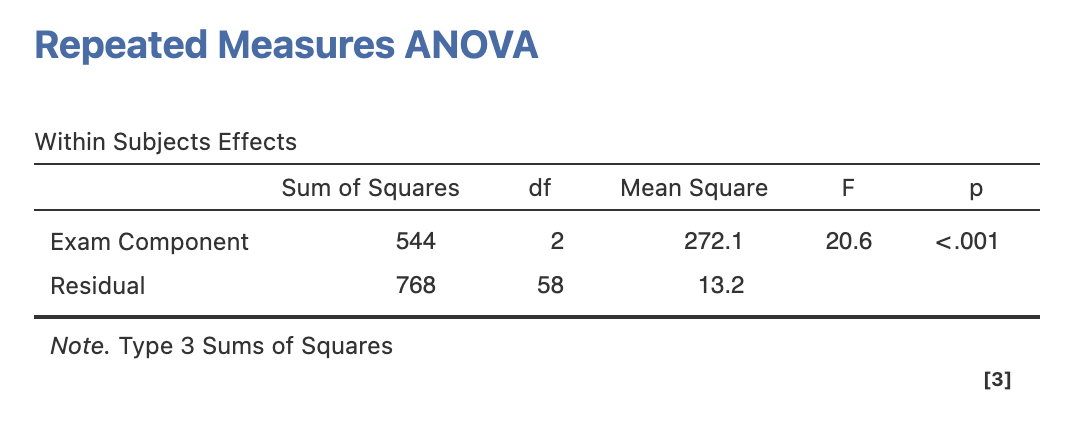 Repeated Measures ANOVA
Within Subjects Effects
Sum of Squares df Mean Square F p
Exam Component 544 2 272.1 20.6 <.001
Residual 768 58 13.2
Note. Type 3 Sums of Squares
[3]